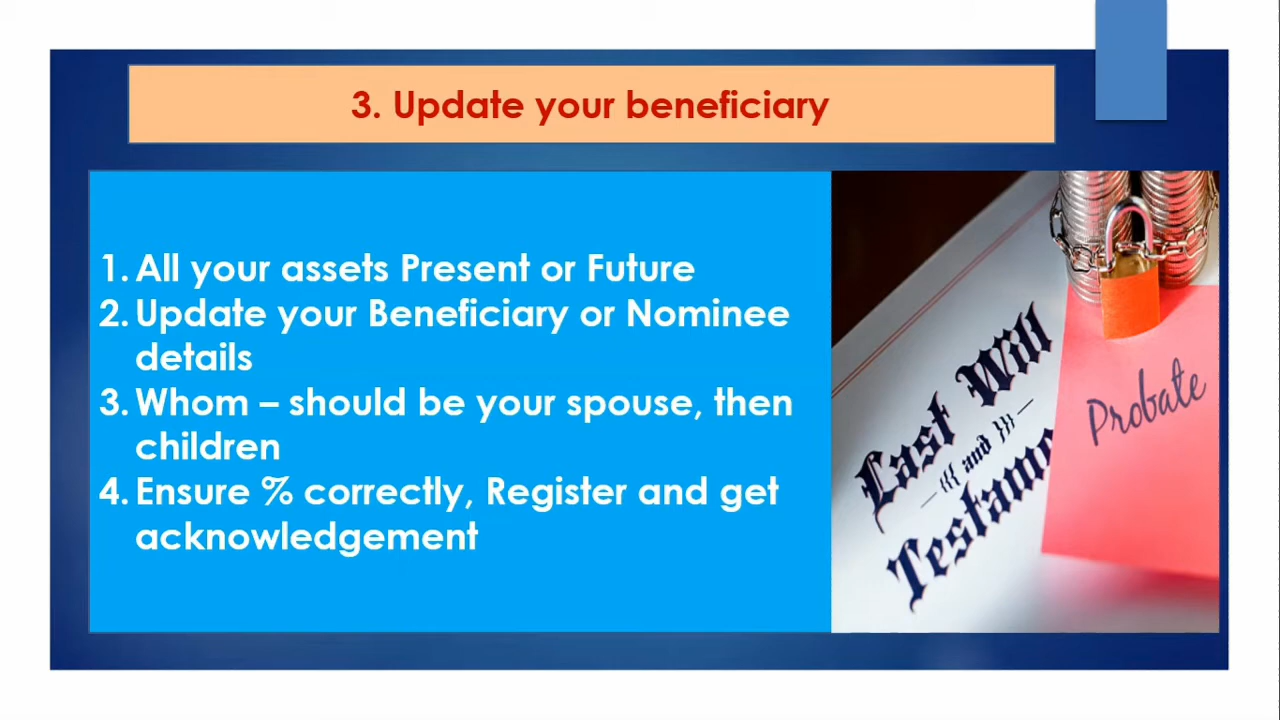 3. Update your beneficiary
1. All your assets Present or Future
2. Update your Beneficiary or Nominee
details
3. Whom – should be your spouse, then
children
4. Ensure % correctly, Register and get
acknowledgement
Last Will
and
Testame
Probate